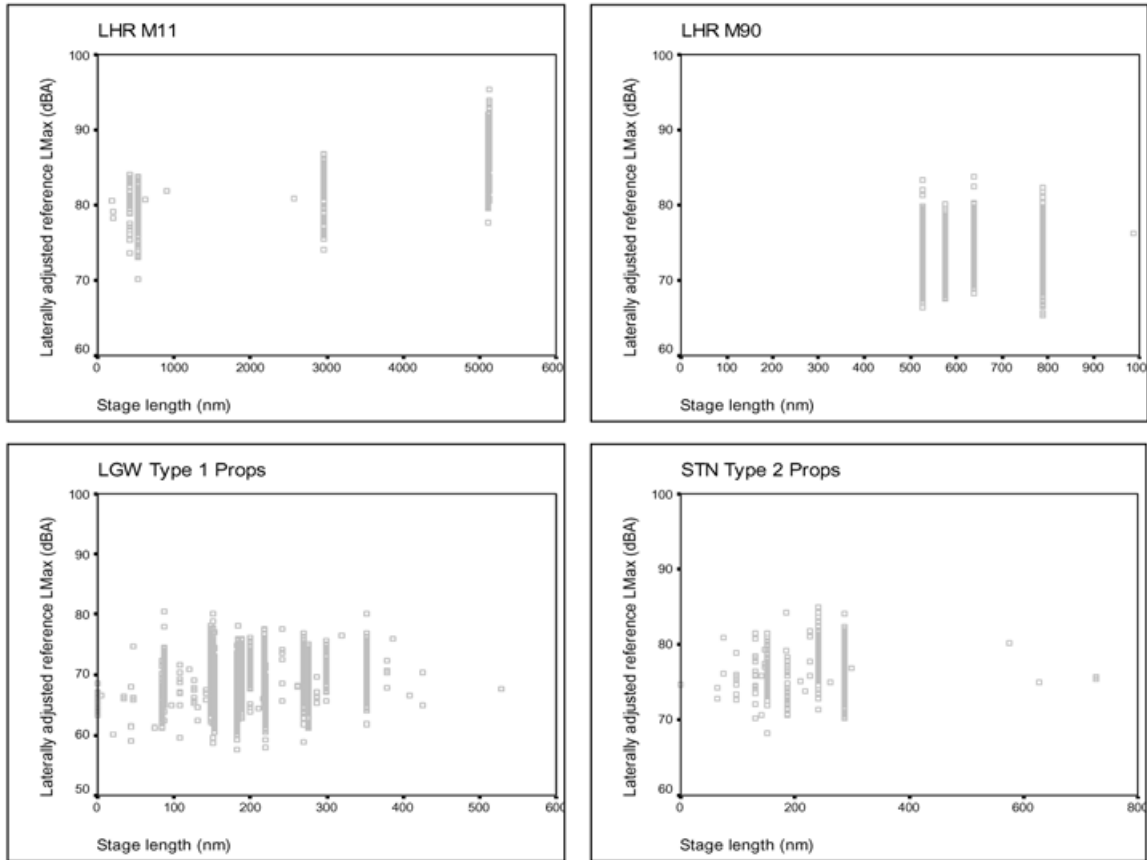 LHR M11
100
90
80
70
60
0 1000 2000 3000 4000 5000 600
Laterally adjusted reference LMax (dBA)
Stage length (nm)
LHR M90
100
90
80
70
60
0 100 200 300 400 500 600 700 800 900 100
Laterally adjusted reference LMax (dBA)
Stage length (nm)
LGW Type 1 Props
100
90
80
70
60
50
0 100 200 300 400 500 600
Laterally adjusted reference LMax (dBA)
Stage length (nm)
STN Type 2 Props
100
90
80
70
60
0 200 400 600 800
Laterally adjusted reference LMax (dBA)
Stage length (nm)